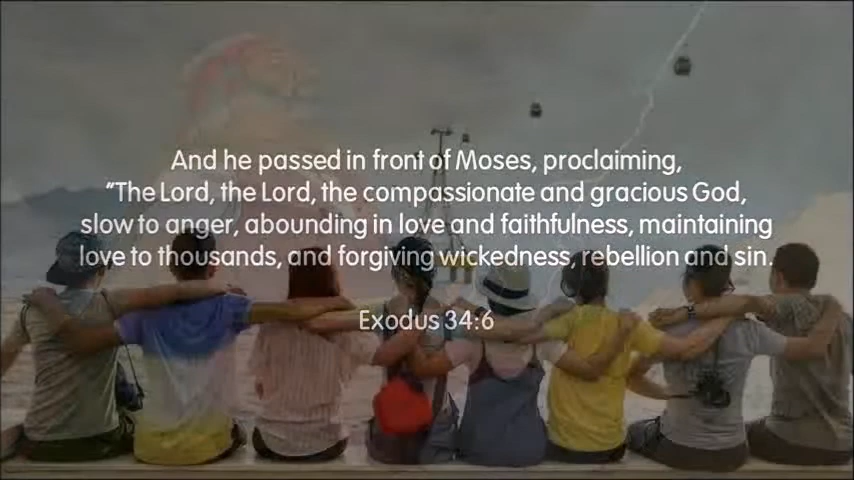 And he passed in front of Moses, proclaiming,
“The Lord, the Lord, the compassionate and gracious God,
slow to anger, abounding in love and faithfulness, maintaining
love to thousands, and forgiving wickedness, rebellion and sin.
Exodus 34:6